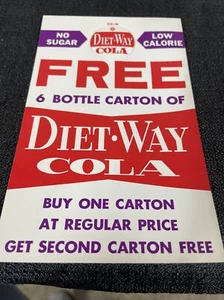 NO SUGAR
DIET·WAY
COLA
LOW CALORIE
FREE
6 BOTTLE CARTON OF
DIET·WAY
COLA
BUY ONE CARTON
AT REGULAR PRICE
GET SECOND CARTON FREE